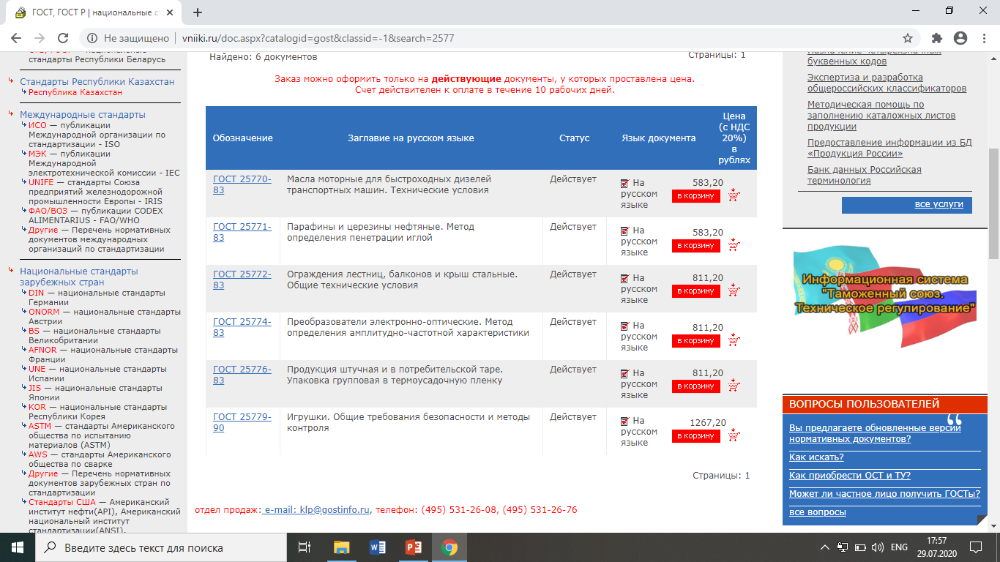 ГОСТ, ГОСТ Р | национальные ст
Не защищено
vniiki.ru/doc.aspx?catalogid=gost&classid=-1&search=2577
стандарты Республики Беларусь
Стандарты Республики Казахстан
Республика Казахстан
Международные стандарты
ИСО — публикации
Международной организации по
стандартизации - ISO
МЭК — публикации
Международной
электротехнической комиссии - IEC
UNIFE — стандарты Союза
предприятий железнодорожной
промышленности Европы - IRIS
ФАО/ВОЗ — публикации CODEX
ALIMENTARIUS - FAO/WHO
Другие — Перечень нормативных
документов международных
организаций по стандартизации
Национальные стандарты
зарубежных стран
DIN — национальные стандарты
Германии
ONORM — национальные стандарты
Австрии
BS — национальные стандарты
Великобритании
AFNOR — национальные стандарты
Франции
UNE — национальные стандарты
Испании
JIS — национальные стандарты
Японии
KOR — национальные стандарты
Республики Корея
ASTM — стандарты Американского
общества по испытанию
материалов (ASTM)
AWS — стандарты Американского
общества по сварке
Другие — Перечень нормативных
документов зарубежных стран по
стандартизации
Стандарты США — Американский
институт нефти(API), Американский
национальный институт
стандартизации(ANSI),
Найдено: 6 документов
Страницы: 1
Заказ можно оформить только на действующие документы, у которых проставлена цена.
Счет действителен к оплате в течение 10 рабочих дней.
Обозначение
Заглавие на русском языке
Статус
Язык документа
Цена
(с НДС
20%)
в
рублях
ГОСТ 25770-
83
Масла моторные для быстроходных дизелей
транспортных машин. Технические условия
Действует
На
русском
языке
583,20
в корзину
ГОСТ 25771-
83
Парафины и церезины нефтяные. Метод
определения пенетрации иглой
Действует
На
русском
языке
583,20
в корзину
ГОСТ 25772-
83
Ограждения лестниц, балконов и крыш стальные.
Общие технические условия
Действует
На
русском
языке
811,20
в корзину
ГОСТ 25774-
83
Преобразователи электронно-оптические. Метод
определения амплитудно-частотной характеристики
Действует
На
русском
языке
811,20
в корзину
ГОСТ 25776-
83
Продукция штучная и в потребительской таре.
Упаковка групповая в термоусадочную пленку
Действует
На
русском
языке
811,20
в корзину
ГОСТ 25779-
90
Игрушки. Общие требования безопасности и методы
контроля
Действует
На
русском
языке
1267,20
в корзину
Страницы: 1
отдел продаж: e-mail: klp@gostinfo.ru, телефон: (495) 531-26-08, (495) 531-26-76
Назначение четырехзначных
буквенных кодов
Экспертиза и разработка
общероссийских классификаторов
Методическая помощь по
заполнению каталожных листов
продукции
Предоставление информации из БД
«Продукция России»
Банк данных Российская
терминология
все услуги
Информационная система
"Таможенный союз.
Техническое регулирование"
ВОПРОСЫ ПОЛЬЗОВАТЕЛЕЙ
Вы предлагаете обновленные версии
нормативных документов?
Как искать?
Как приобрести ОСТ и ТУ?
Может ли частное лицо получить ГОСТы?
все вопросы
Введите здесь текст для поиска
ENG
17:57
29.07.2020